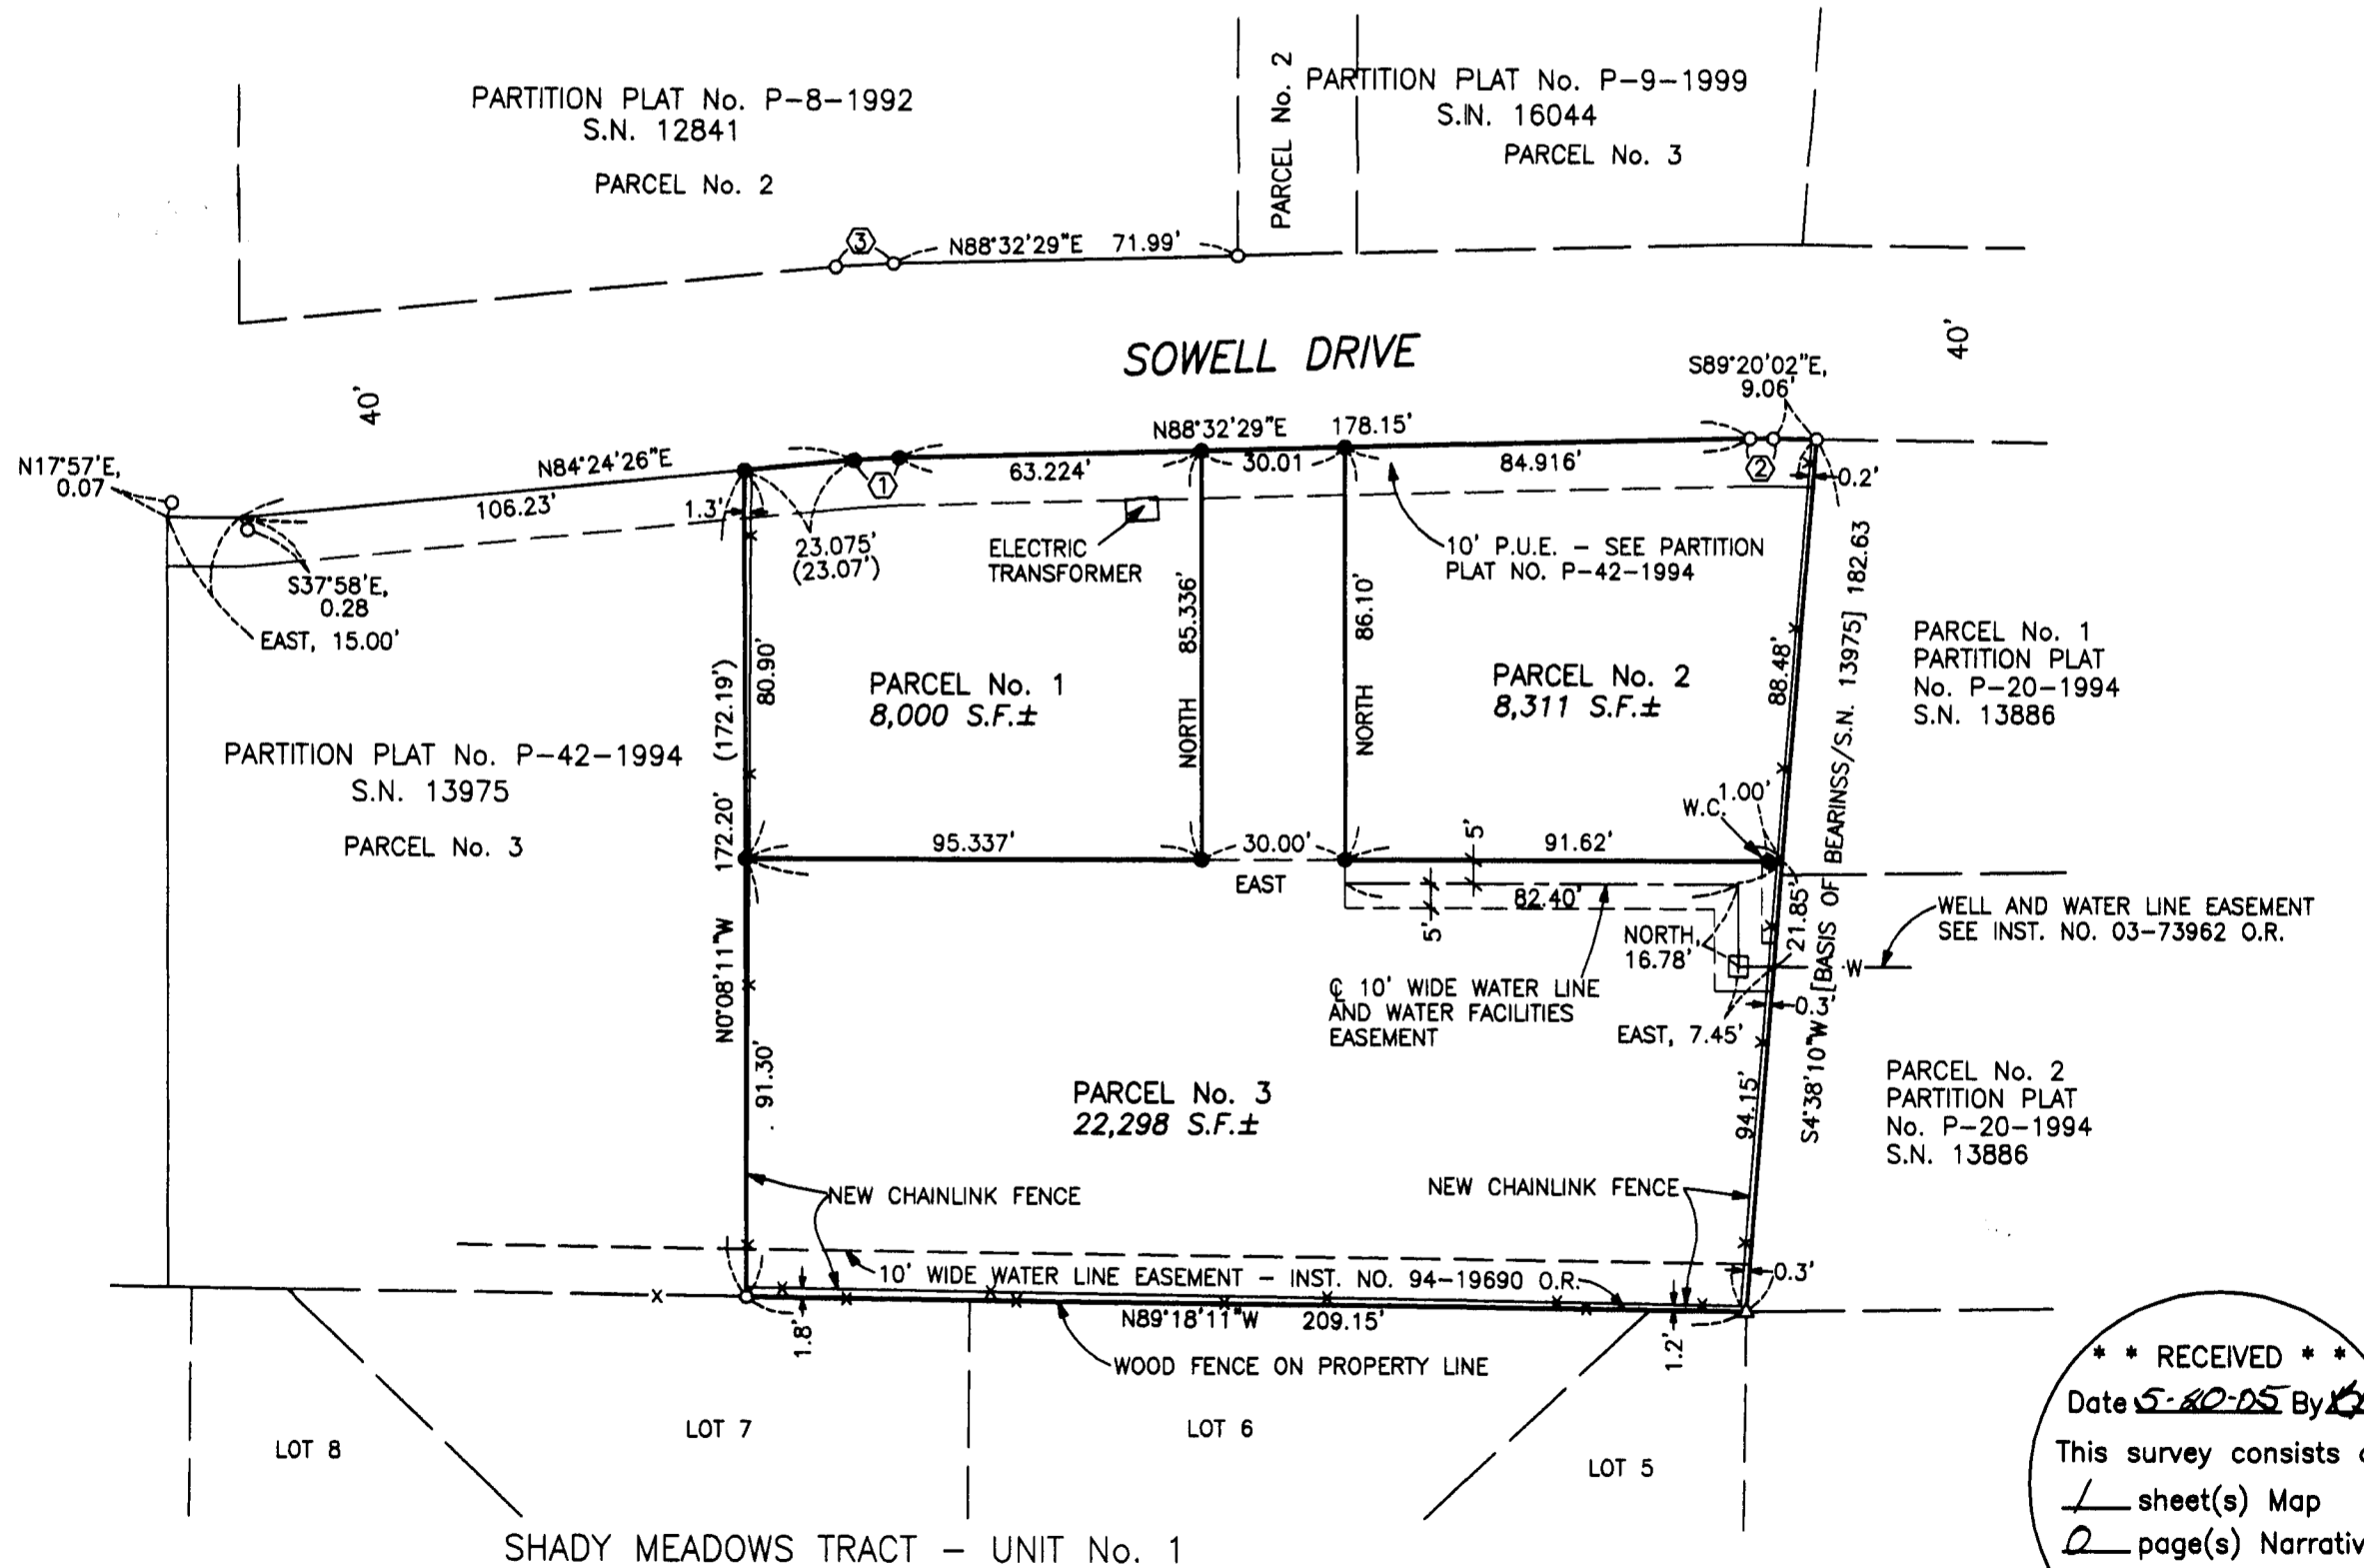 PARTITION PLAT No. P-8-1992
S.N. 12841
PARCEL No. 2
PARCEL No. 2
PARTITION PLAT No. P-9-1999
S.N. 16044
PARCEL No. 3
3
N88°32'29"E 71.99'
SOWELL DRIVE
40'
40'
S89°20'02"E,
9.06'
N17°57'E,
0.07
N84°24'26"E
106.23'
1.3'
1
N88°32'29"E 178.15'
63.224'
30.01
84.916'
2
0.2'
23.075'
(23.07')
ELECTRIC
TRANSFORMER
10' P.U.E. - SEE PARTITION
PLAT NO. P-42-1994
S37°58'E,
0.28
EAST, 15.00'
N0°08'11"W 172.20' (172.19')
80.90'
NORTH 85.336'
NORTH 86.10'
88.48'
S4°38'10"W [BASIS OF BEARINSS/S.N. 13975] 182.63
PARCEL No. 1
8,000 S.F.±
PARCEL No. 2
8,311 S.F.±
PARCEL No. 1
PARTITION PLAT
No. P-20-1994
S.N. 13886
PARTITION PLAT No. P-42-1994
S.N. 13975
PARCEL No. 3
95.337'
30.00'
EAST
91.62'
5'
W.C.
1.00'
82.40'
5'
21.85'
NORTH,
16.78'
W
WELL AND WATER LINE EASEMENT
SEE INST. NO. 03-73962 O.R.
℄ 10' WIDE WATER LINE
AND WATER FACILITIES
EASEMENT
0.3'
EAST, 7.45'
91.30'
94.15'
PARCEL No. 3
22,298 S.F.±
PARCEL No. 2
PARTITION PLAT
No. P-20-1994
S.N. 13886
NEW CHAINLINK FENCE
NEW CHAINLINK FENCE
10' WIDE WATER LINE EASEMENT - INST. NO. 94-19690 O.R.
0.3'
1.8'
N89°18'11"W 209.15'
1.2'
WOOD FENCE ON PROPERTY LINE
LOT 8
LOT 7
LOT 6
LOT 5
SHADY MEADOWS TRACT - UNIT No. 1
* * RECEIVED * *
Date 5-20-05 By
This survey consists
1 sheet(s) Map
0 page(s) Narrativ